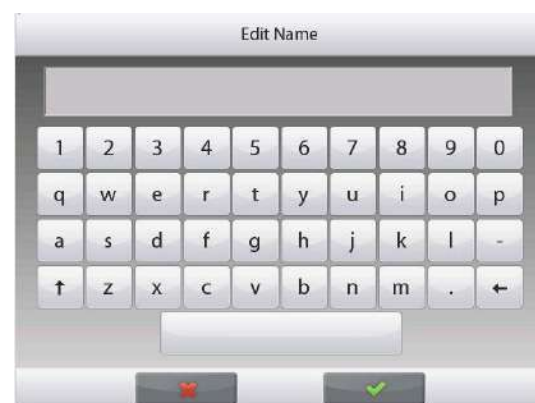 Edit Name
1 2 3 4 5 6 7 8 9 0
q w e r t y u i o p
a s d f g h j k l -
↑ z x c v b n m . ←